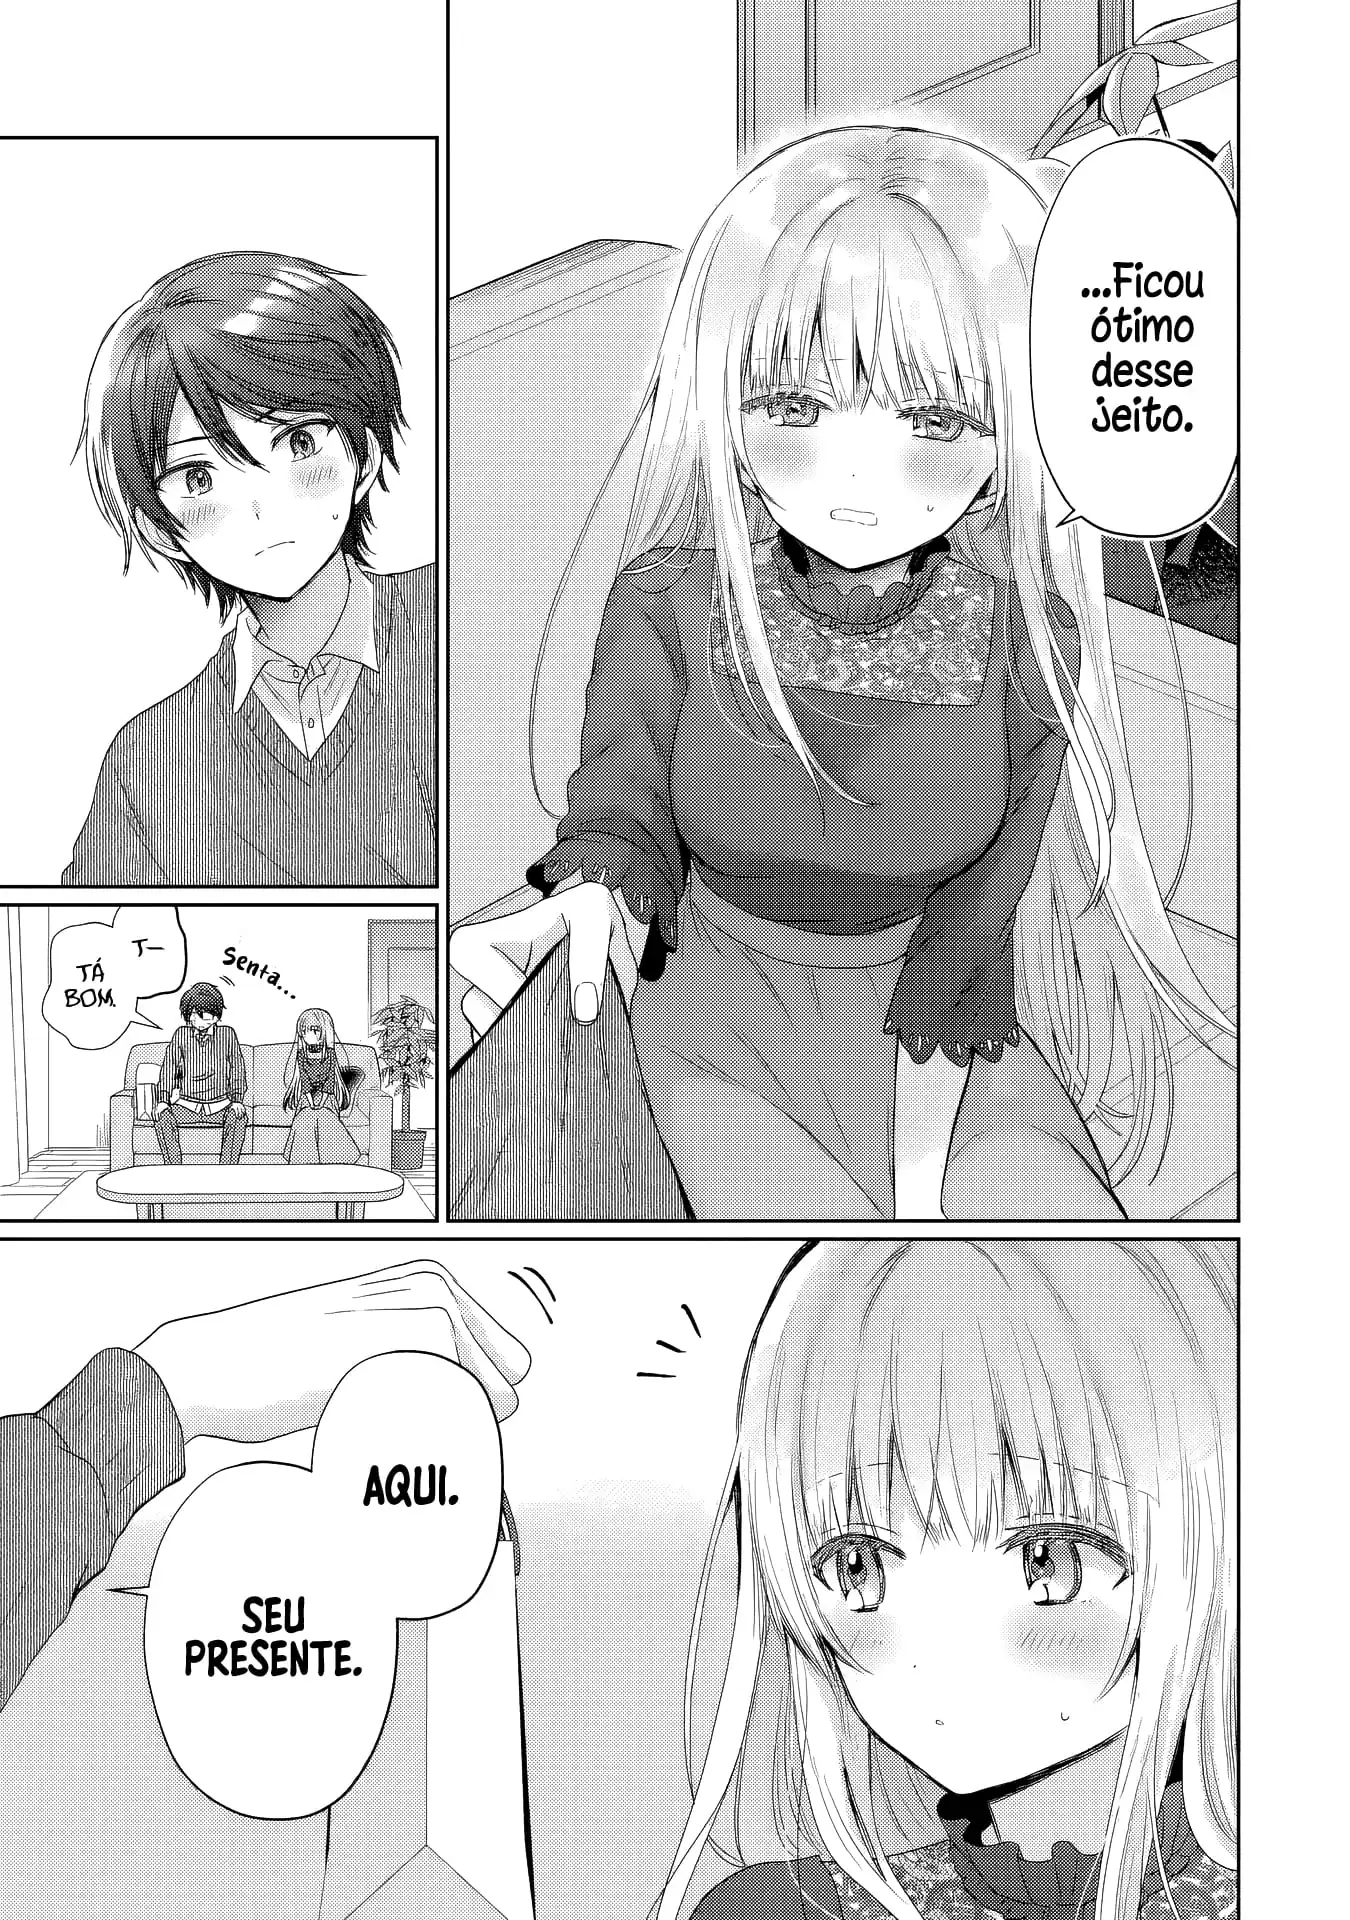 ...Ficou
ótimo
desse
jeito.
Senta...
T—
TÁ
BOM.
AQUI.
SEU
PRESENTE.